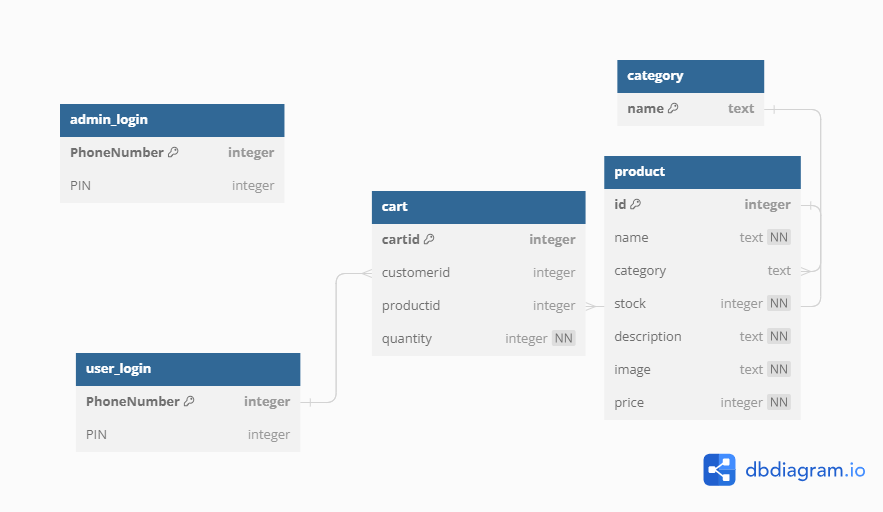 admin_login
PhoneNumber integer
PIN integer
user_login
PhoneNumber integer
PIN integer
cart
cartid integer
customerid integer
productid integer
quantity integer NN
category
name text
product
id integer
name text NN
category text
stock integer NN
description text NN
image text NN
price integer NN
dbdiagram.io